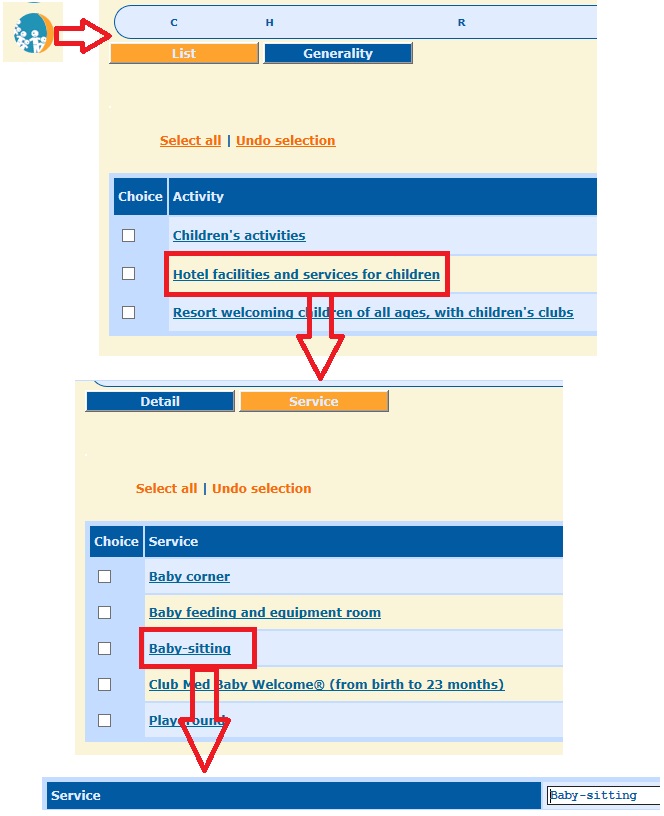 C H R
List Generality
Select all | Undo selection
Choice Activity
Children's activities
Hotel facilities and services for children
Resort welcoming children of all ages, with children's clubs
Detail Service
Select all | Undo selection
Choice Service
Baby corner
Baby feeding and equipment room
Baby-sitting
Club Med Baby Welcome® (from birth to 23 months)
Playground
Service Baby-sitting